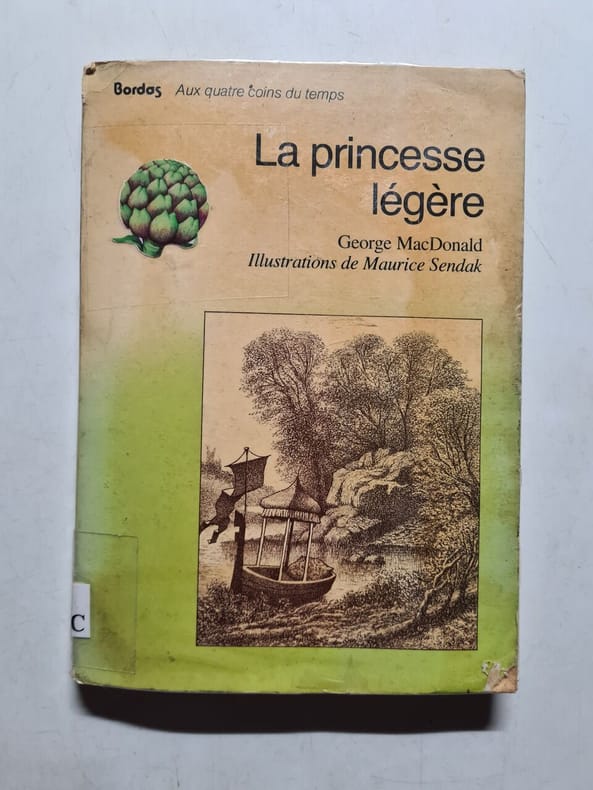 Bordas Aux quatre coins du temps
La princesse
légère
George MacDonald
Illustrations de Maurice Sendak
C